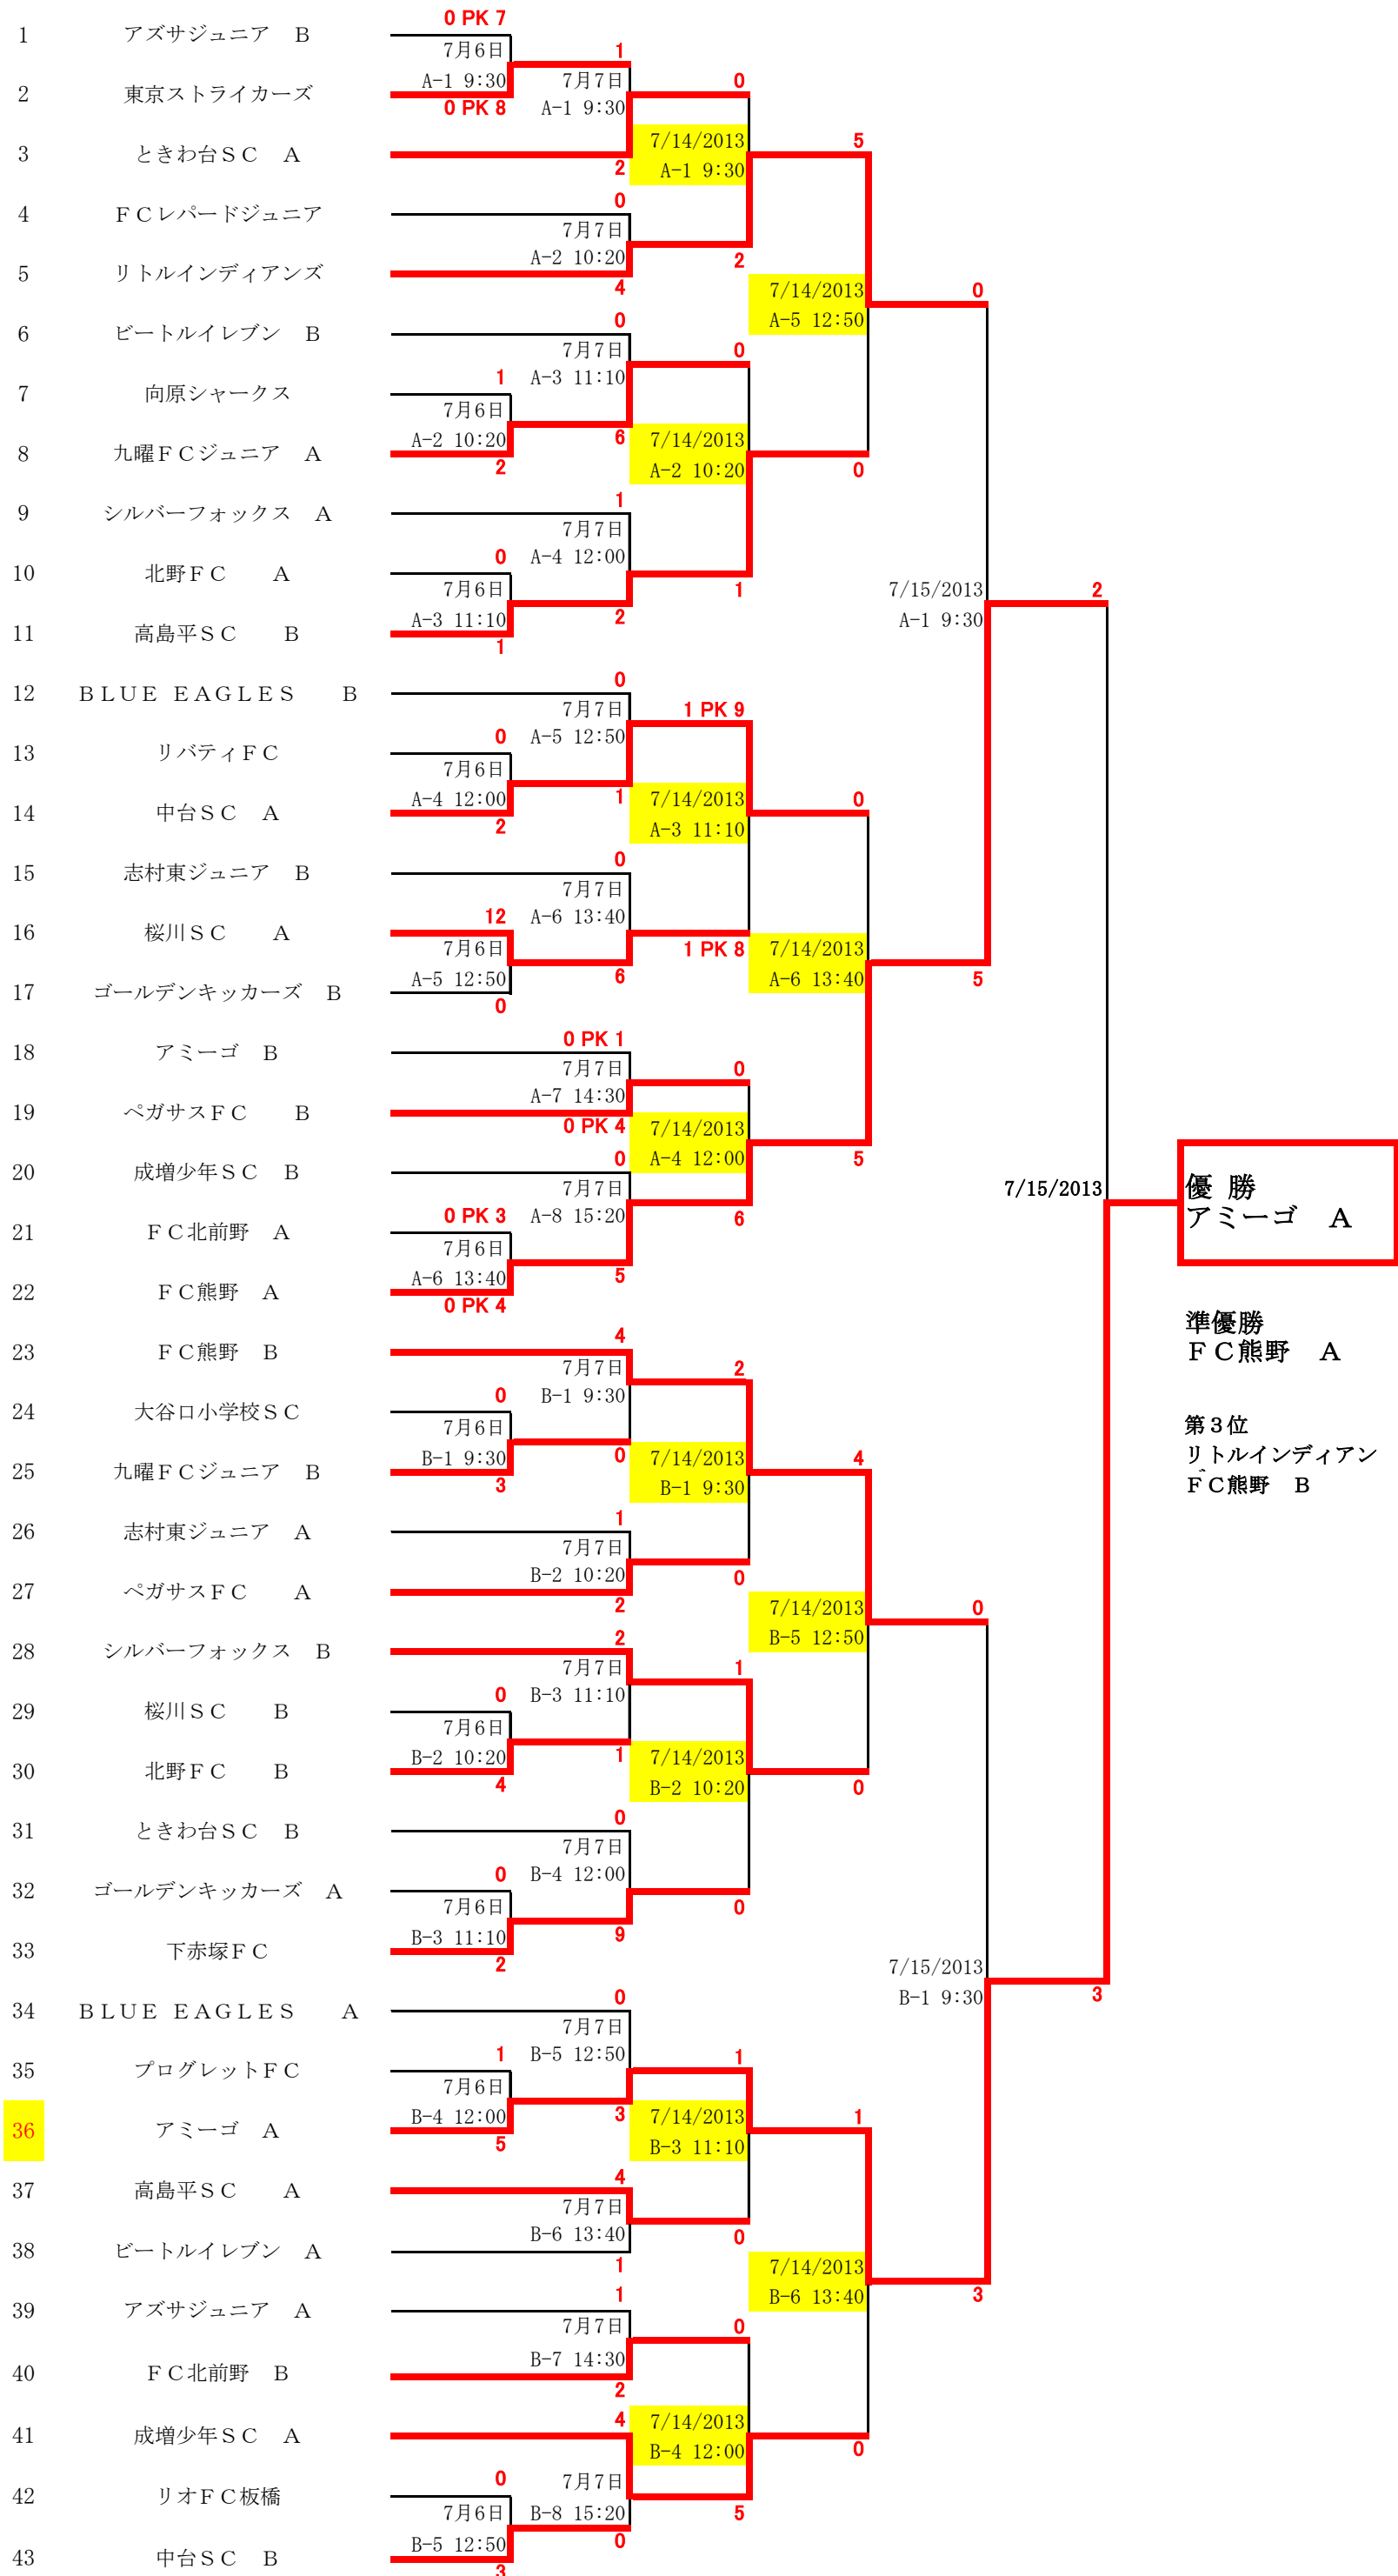 0 PK 7
1 アズサジュニア B
7月6日
1
A-1 9:30
7月7日
0
2 東京ストライカーズ
0 PK 8
A-1 9:30
7/14/2013
5
3 ときわ台SC A
2
A-1 9:30
0
4 FCレパードジュニア
7月7日
A-2 10:20
2
5 リトルインディアンズ
4
7/14/2013
0
0
A-5 12:50
6 ビートルイレブン B
7月7日
0
1
A-3 11:10
7 向原シャークス
7月6日
6
7/14/2013
8 九曜FCジュニア A
A-2 10:20
2
A-2 10:20
0
1
9 シルバーフォックス A
7月7日
0
A-4 12:00
10 北野FC A
7月6日
1
7/15/2013
2
A-3 11:10
2
A-1 9:30
11 高島平SC B
1
0
12 BLUE EAGLES B
7月7日
1 PK 9
0
A-5 12:50
13 リバティFC
7月6日
A-4 12:00
1
7/14/2013
0
14 中台SC A
2
A-3 11:10
0
15 志村東ジュニア B
7月7日
12
A-6 13:40
16 桜川SC A
7月6日
1 PK 8
7/14/2013
A-5 12:50
6
A-6 13:40
5
17 ゴールデンキッカーズ B
0
0 PK 1
18 アミーゴ B
7月7日
0
A-7 14:30
19 ペガサスFC B
0 PK 4
7/14/2013
0
A-4 12:00
5
20 成増少年SC B
7月7日
7/15/2013
優 勝
0 PK 3
A-8 15:20
6
アミーゴ A
21 FC北前野 A
7月6日
A-6 13:40
5
22 FC熊野 A
0 PK 4
準優勝
4
FC熊野 A
23 FC熊野 B
7月7日
2
0
B-1 9:30
24 大谷口小学校SC
7月6日
第3位
B-1 9:30
0
7/14/2013
4
リトルインディアン
25 九曜FCジュニア B
3
B-1 9:30
FC熊野 B
1
26 志村東ジュニア A
7月7日
B-2 10:20
0
27 ペガサスFC A
2
7/14/2013
0
2
B-5 12:50
28 シルバーフォックス B
7月7日
1
0
B-3 11:10
29 桜川SC B
7月6日
B-2 10:20
1
7/14/2013
30 北野FC B
4
B-2 10:20
0
0
31 ときわ台SC B
7月7日
0
B-4 12:00
32 ゴールデンキッカーズ A
7月6日
0
B-3 11:10
9
33 下赤塚FC
2
7/15/2013
0
B-1 9:30
3
34 BLUE EAGLES A
7月7日
1
B-5 12:50
1
35 プログレットFC
7月6日
B-4 12:00
3
7/14/2013
1
36 アミーゴ A
5
B-3 11:10
4
37 高島平SC A
7月7日
B-6 13:40
0
38 ビートルイレブン A
1
7/14/2013
1
B-6 13:40
3
39 アズサジュニア A
7月7日
0
B-7 14:30
40 FC北前野 B
2
4
7/14/2013
41 成増少年SC A
B-4 12:00
0
0
7月7日
42 リオFC板橋
7月6日
B-8 15:20
5
B-5 12:50
0
43 中台SC B
3